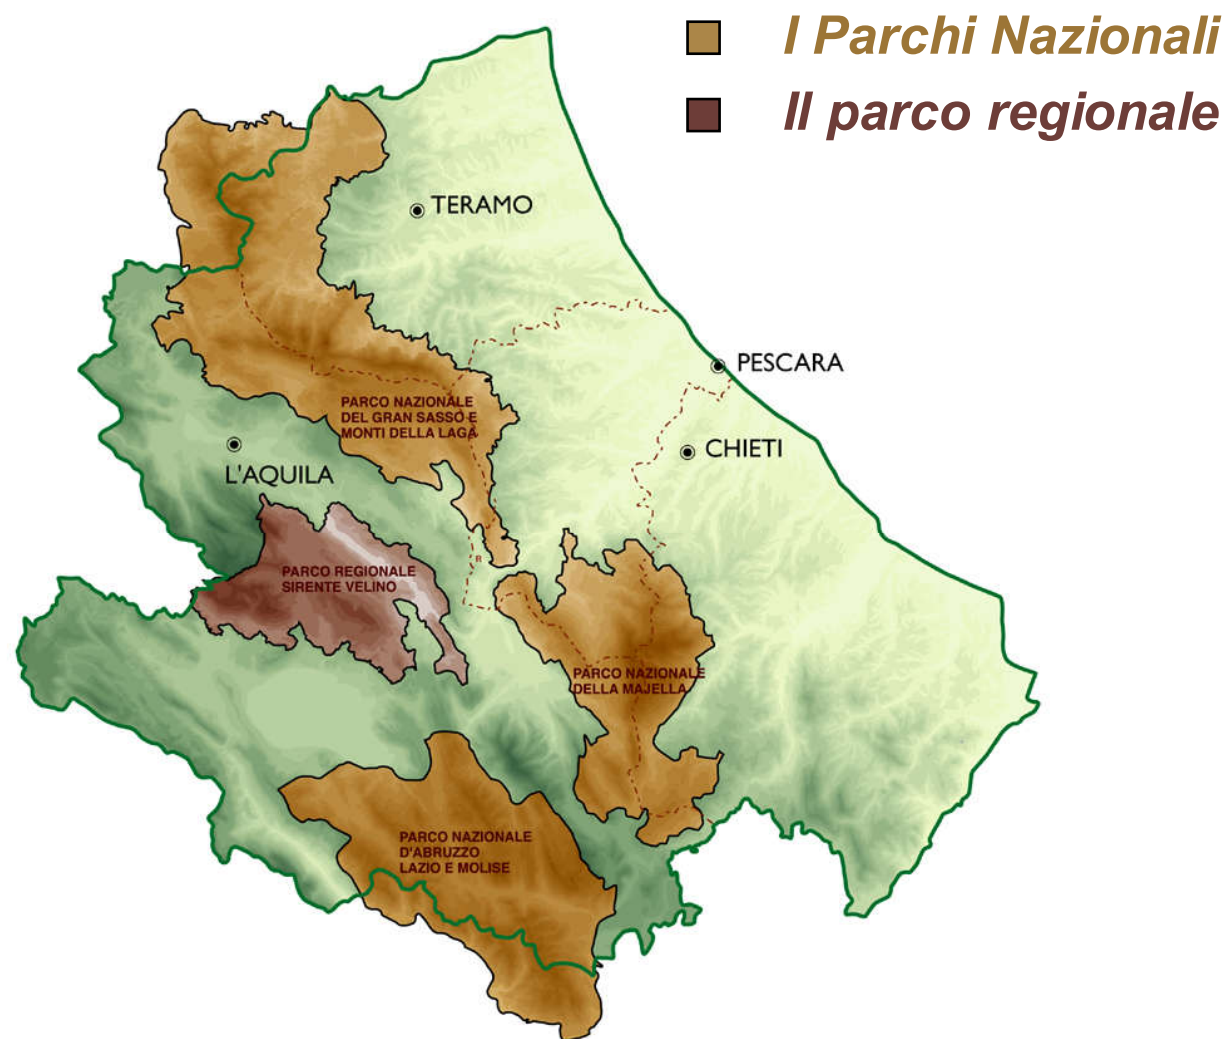 I Parchi Nazionali
Il parco regionale
TERAMO
PESCARA
PARCO NAZIONALE
DEL GRAN SASSO E
MONTI DELLA LAGA
CHIETI
L'AQUILA
R
PARCO REGIONALE
SIRENTE VELINO
PARCO NAZIONALE
DELLA MAJELLA
PARCO NAZIONALE
D'ABRUZZO
LAZIO E MOLISE